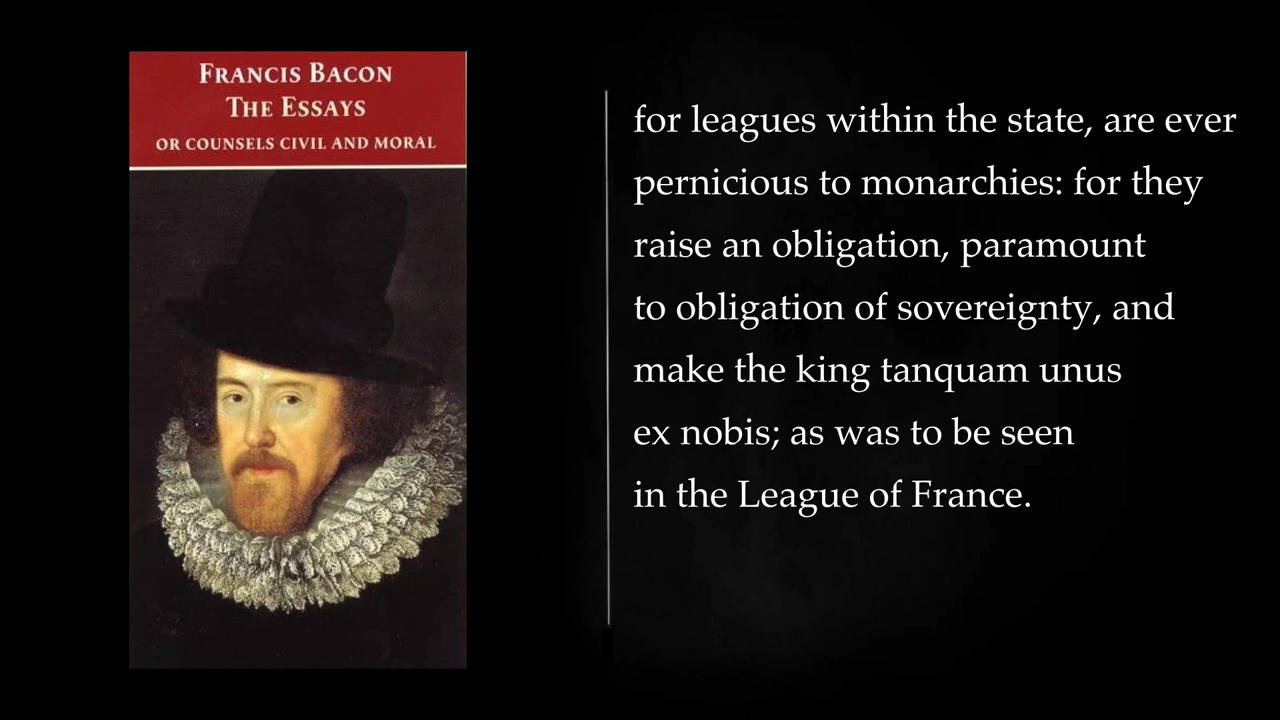 FRANCIS BACON
THE ESSAYS
OR COUNSELS CIVIL AND MORAL
for leagues within the state, are ever
pernicious to monarchies: for they
raise an obligation, paramount
to obligation of sovereignty, and
make the king tanquam unus
ex nobis; as was to be seen
in the League of France.